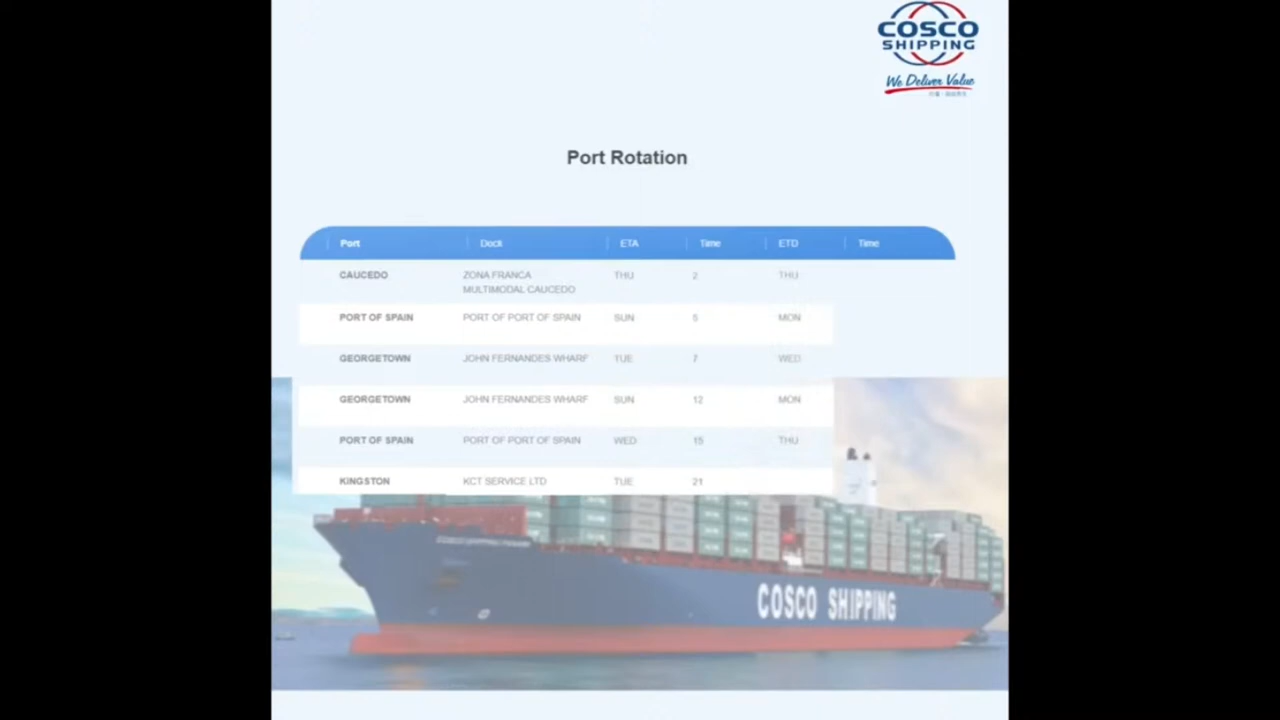 COSCO
SHIPPING
We Deliver Value
Port Rotation
Port Dock ETA Time ETD Time
CAUCEDO ZONA FRANCA MULTIMODAL CAUCEDO THU 2 THU
PORT OF SPAIN PORT OF PORT OF SPAIN SUN 5 MON
GEORGETOWN JOHN FERNANDES WHARF TUE 7 WED
GEORGETOWN JOHN FERNANDES WHARF SUN 12 MON
PORT OF SPAIN PORT OF PORT OF SPAIN WED 15 THU
KINGSTON KCT SERVICE LTD TUE 21
COSCO SHIPPING